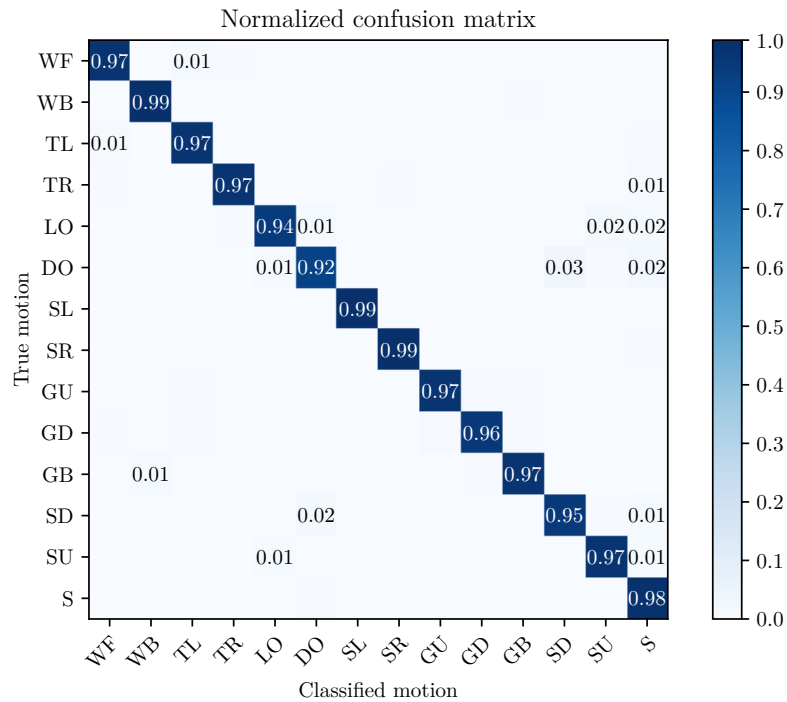 Normalized confusion matrix
WF 0.97 0.01
WB 0.99
TL 0.01 0.97
TR 0.97 0.01
LO 0.94 0.01 0.02 0.02
DO 0.01 0.92 0.03 0.02
SL 0.99
SR 0.99
GU 0.97
GD 0.96
GB 0.01 0.97
SD 0.02 0.95 0.01
SU 0.01 0.97 0.01
S 0.98
True motion
WF WB TL TR LO DO SL SR GU GD GB SD SU S
Classified motion
1.0
0.9
0.8
0.7
0.6
0.5
0.4
0.3
0.2
0.1
0.0